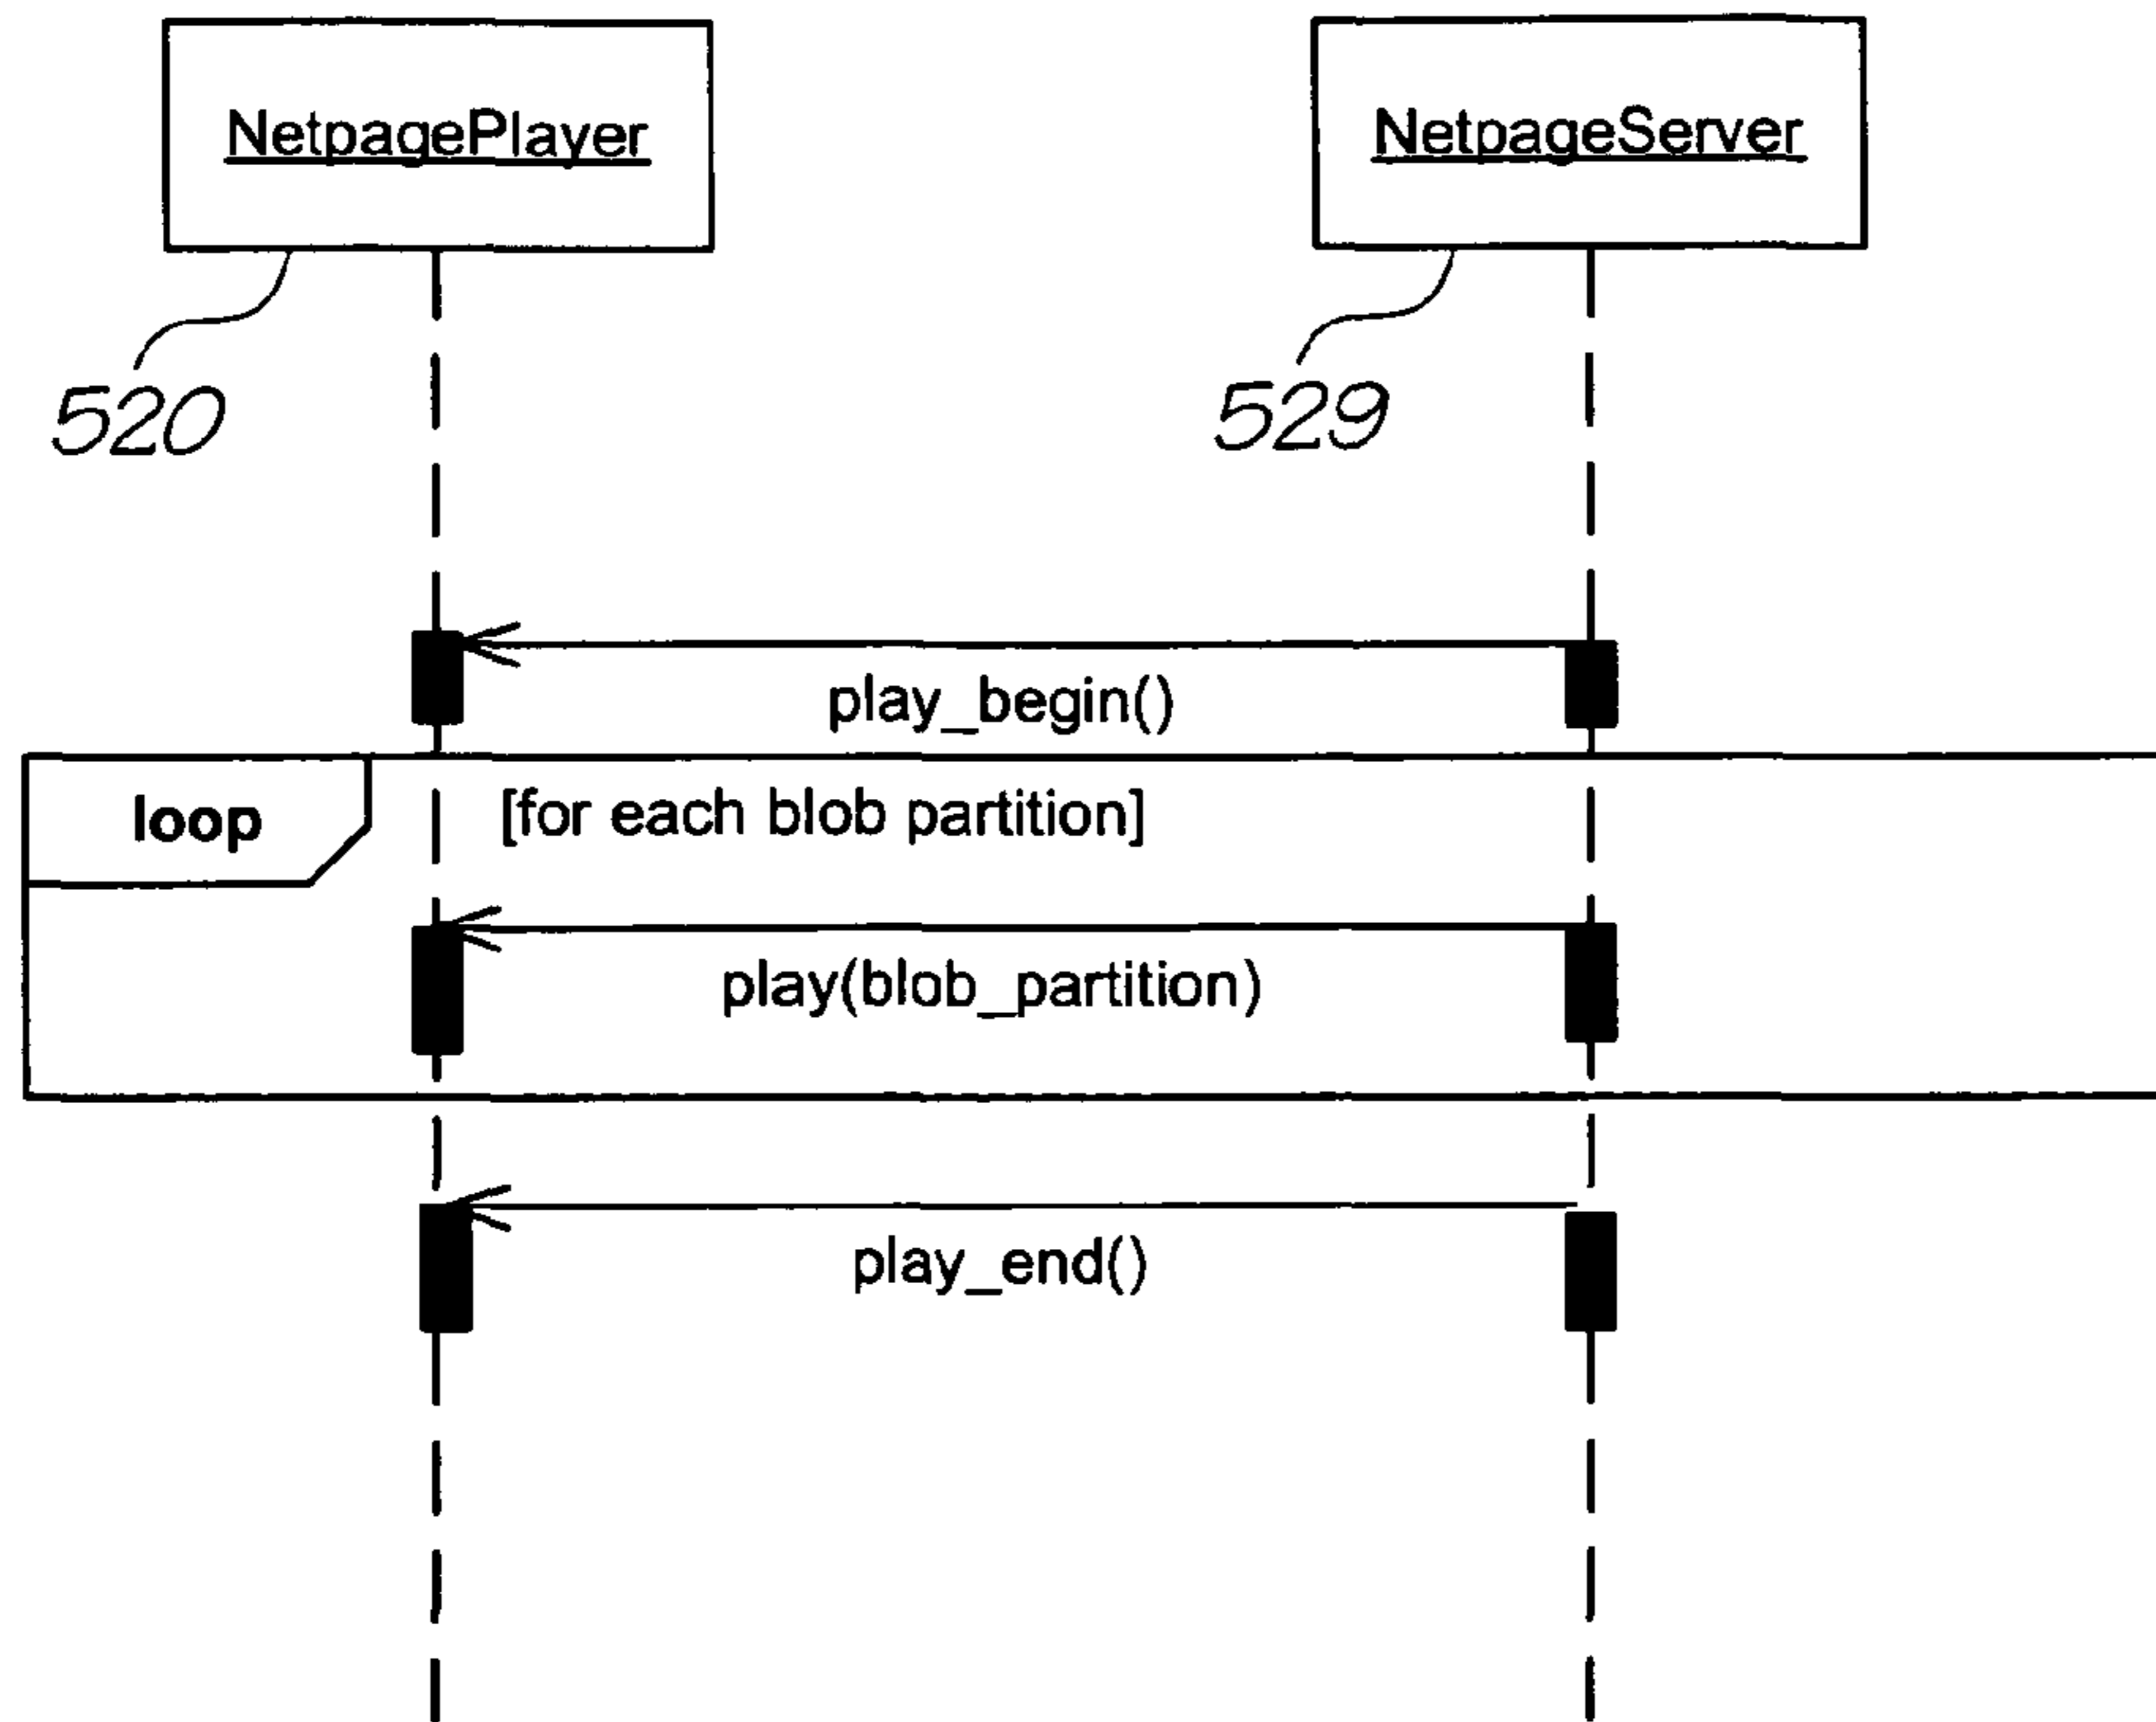 NetpagePlayer
NetpageServer
520
529
play_begin()
loop
[for each blob partition]
play(blob_partition)
play_end()